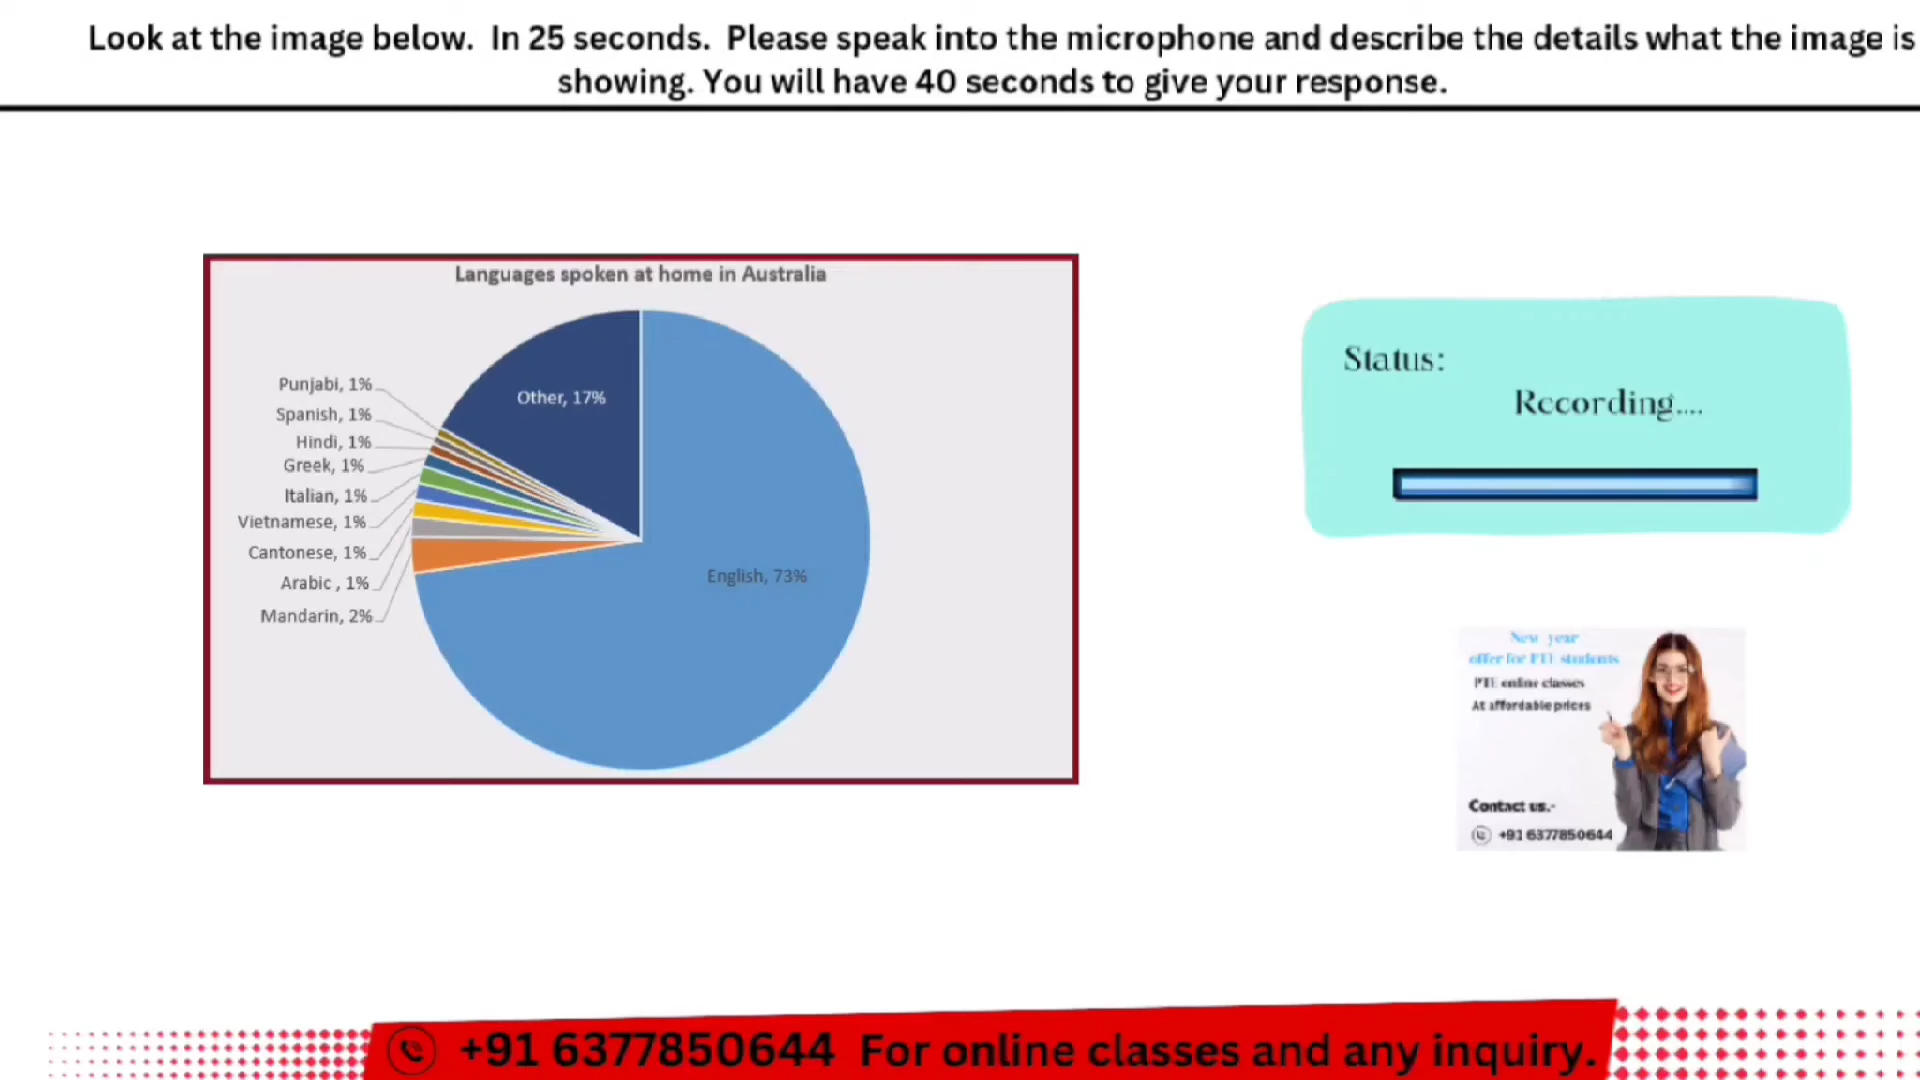 Look at the image below.  In 25 seconds.  Please speak into the microphone and describe the details what the image is
showing. You will have 40 seconds to give your response.
Languages spoken at home in Australia
Punjabi, 1%
Spanish, 1%
Hindi, 1%
Greek, 1%
Italian, 1%
Vietnamese, 1%
Cantonese, 1%
Arabic , 1%
Mandarin, 2%
Other, 17%
English, 73%
Status:
Recording....
New year
offer for PTE students
PTE online classes
At affordable prices
Contact us.-
+91 6377850644
+91 6377850644  For online classes and any inquiry.